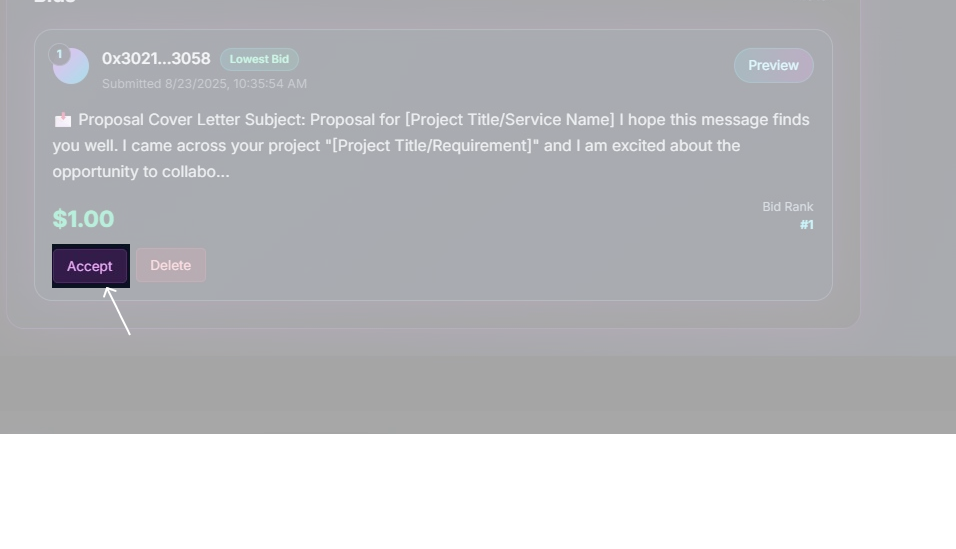 1
0x3021...3058
Lowest Bid
Preview
Submitted 8/23/2025, 10:35:54 AM
Proposal Cover Letter Subject: Proposal for [Project Title/Service Name] I hope this message finds
you well. I came across your project "[Project Title/Requirement]" and I am excited about the
opportunity to collabo...
$1.00
Bid Rank
#1
Accept
Delete